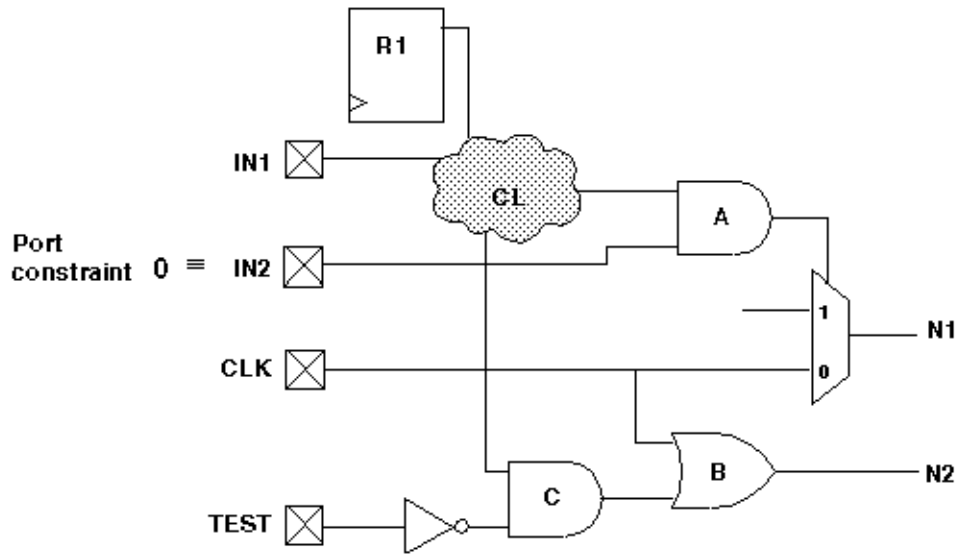 R1
IN1
CL
A
Port
constraint 0 ≡ IN2
1
N1
CLK
0
B
N2
C
TEST